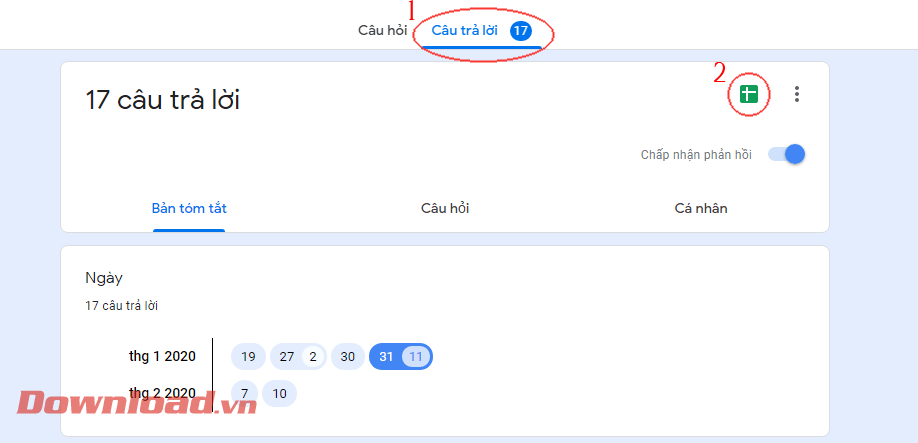 1
Câu hỏi Câu trả lời 17
2
17 câu trả lời
Chấp nhận phản hồi
Bản tóm tắt Câu hỏi Cá nhân
Ngày
17 câu trả lời
thg 1 2020 19 27 2 30 31 11
thg 2 2020 7 10
Download.vn